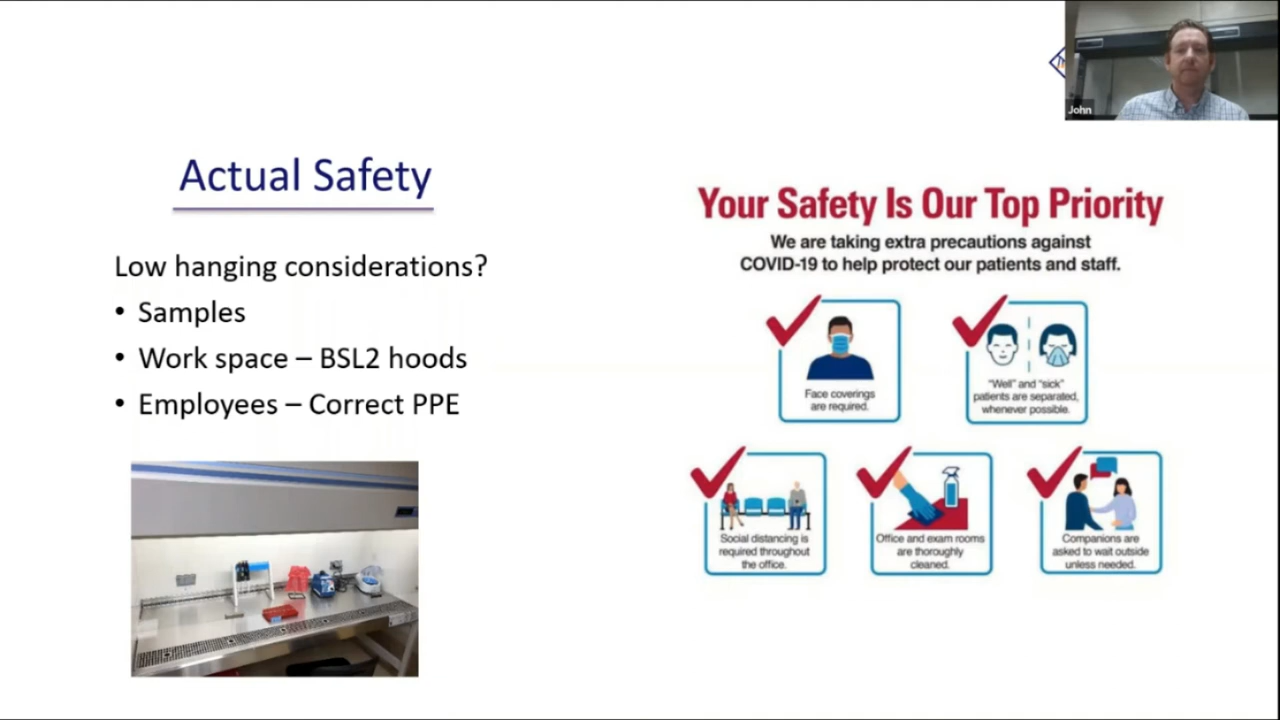 John
Actual Safety
Low hanging considerations?
• Samples
• Work space – BSL2 hoods
• Employees – Correct PPE
Your Safety Is Our Top Priority
We are taking extra precautions against
COVID-19 to help protect our patients and staff.
Face coverings
are required.
"Well" and "sick"
patients are separated,
whenever possible.
Social distancing is
required throughout
the office.
Office and exam rooms
are thoroughly
cleaned.
Companions are
asked to wait outside
unless needed.